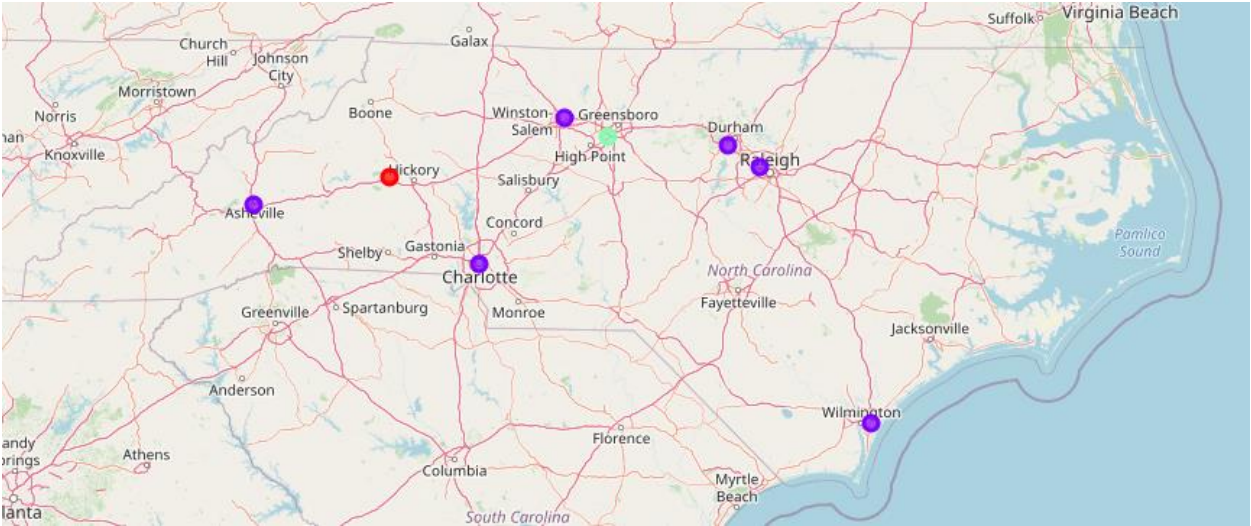 Suffolk
Virginia Beach
Galax
Church
Hill
Johnson
City
Morristown
Norris
Boone
Winston-
Salem
Greensboro
Durham
Knoxville
High Point
Raleigh
Hickory
Salisbury
Asheville
Concord
Pamlico
Sound
Shelby
Gastonia
Charlotte
North Carolina
Fayetteville
Greenville
Spartanburg
Monroe
Jacksonville
Anderson
Wilmington
Florence
Athens
Columbia
Myrtle
Beach
South Carolina